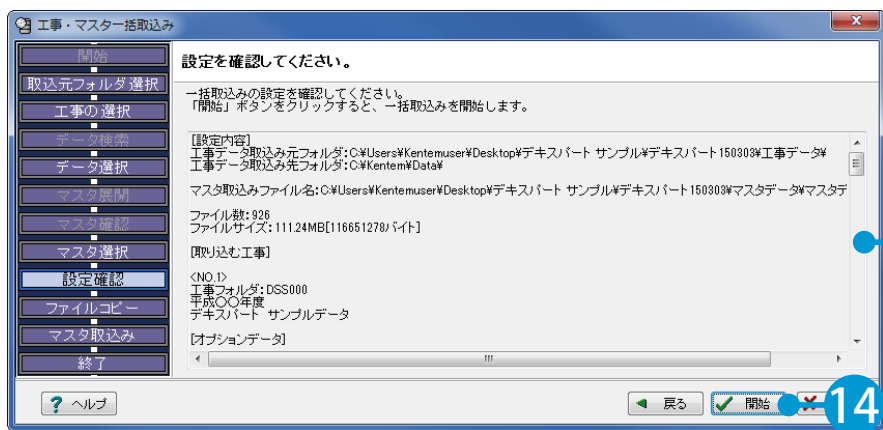 工事・マスター括取込み
開始
取込元フォルダ選択
工事の選択
データ検索
データ選択
マスタ展開
マスタ確認
マスタ選択
設定確認
ファイルコピー
マスタ取込み
終了
設定を確認してください。
一括取込みの設定を確認してください。
「開始」ボタンをクリックすると、一括取込みを開始します。
[設定内容]
工事データ取込み元フォルダ:C:¥Users¥Kentemuser¥Desktop¥デキスパート サンプル¥デキスパート150303¥工事データ¥
工事データ取込み先フォルダ:C:¥Kentem¥Data¥
マスタ取込みファイル名:C:¥Users¥Kentemuser¥Desktop¥デキスパート サンプル¥デキスパート150303¥マスタデータ¥マスタデ
ファイル数:926
ファイルサイズ:111.24MB[116651278バイト]
[取り込む工事]
<NO.1>
工事フォルダ:DSS000
平成〇〇年度
デキスパート サンプルデータ
[オプションデータ]
ヘルプ
戻る
開始
14